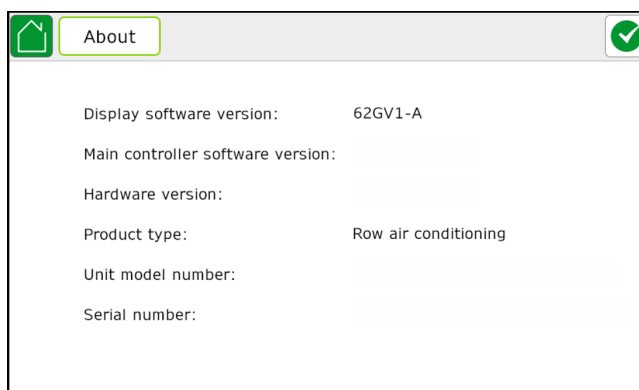 About
Display software version: 62GV1-A
Main controller software version:
Hardware version:
Product type: Row air conditioning
Unit model number:
Serial number: